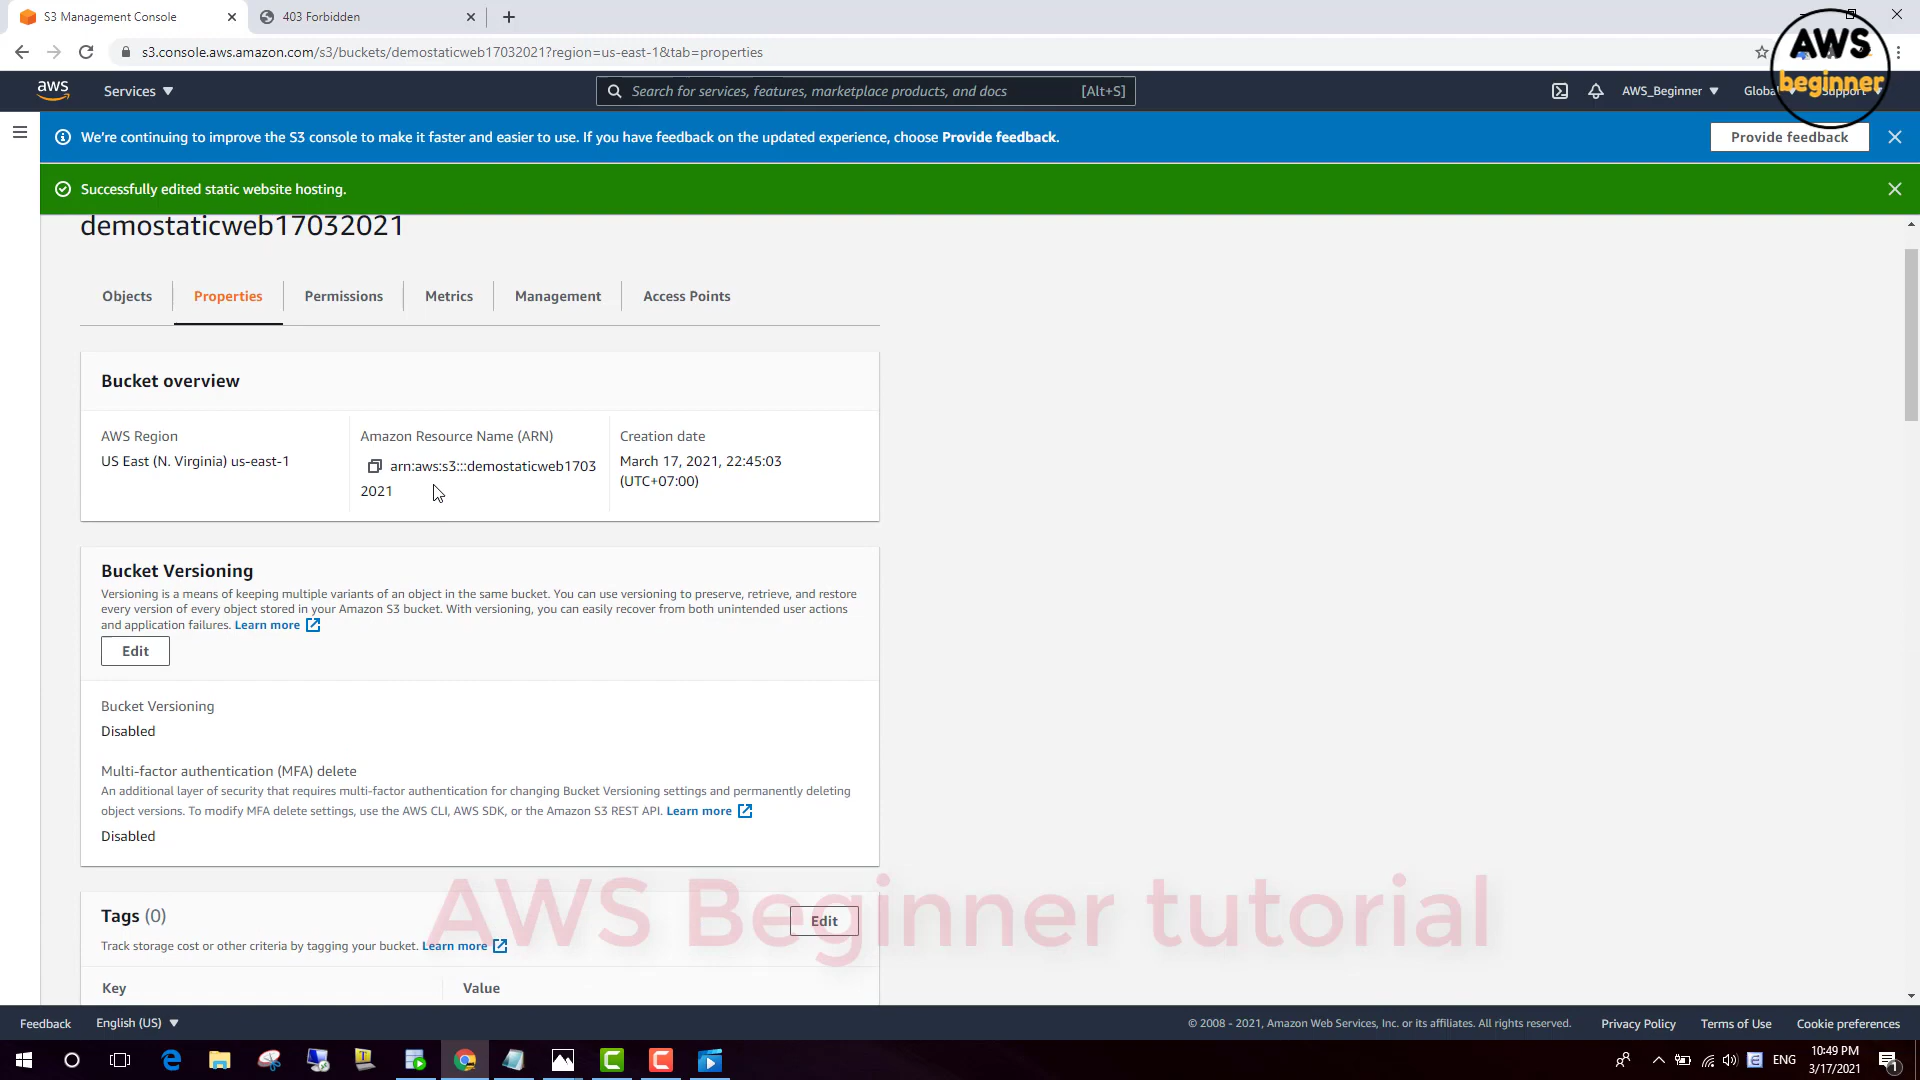 S3 Management Console
403 Forbidden
s3.console.aws.amazon.com/s3/buckets/demostaticweb17032021?region=us-east-1&tab=properties
AWS
beginner
aws
Services
Search for services, features, marketplace products, and docs
[Alt+S]
AWS_Beginner
Support
We're continuing to improve the S3 console to make it faster and easier to use. If you have feedback on the updated experience, choose Provide feedback.
Provide feedback
Successfully edited static website hosting.
demostaticweb17032021
Objects
Properties
Permissions
Metrics
Management
Access Points
Bucket overview
AWS Region
US East (N. Virginia) us-east-1
Amazon Resource Name (ARN)
arn:aws:s3:::demostaticweb1703
2021
Creation date
March 17, 2021, 22:45:03
(UTC+07:00)
Bucket Versioning
Versioning is a means of keeping multiple variants of an object in the same bucket. You can use versioning to preserve, retrieve, and restore
every version of every object stored in your Amazon S3 bucket. With versioning, you can easily recover from both unintended user actions
and application failures. Learn more
Edit
Bucket Versioning
Disabled
Multi-factor authentication (MFA) delete
An additional layer of security that requires multi-factor authentication for changing Bucket Versioning settings and permanently deleting
object versions. To modify MFA delete settings, use the AWS CLI, AWS SDK, or the Amazon S3 REST API. Learn more
Disabled
AWS Beginner tutorial
Tags (0)
Edit
Track storage cost or other criteria by tagging your bucket. Learn more
Key
Value
Feedback
English (US)
© 2008 - 2021, Amazon Web Services, Inc. or its affiliates. All rights reserved.
Privacy Policy
Terms of Use
Cookie preferences
ENG
10:49 PM
3/17/2021
1